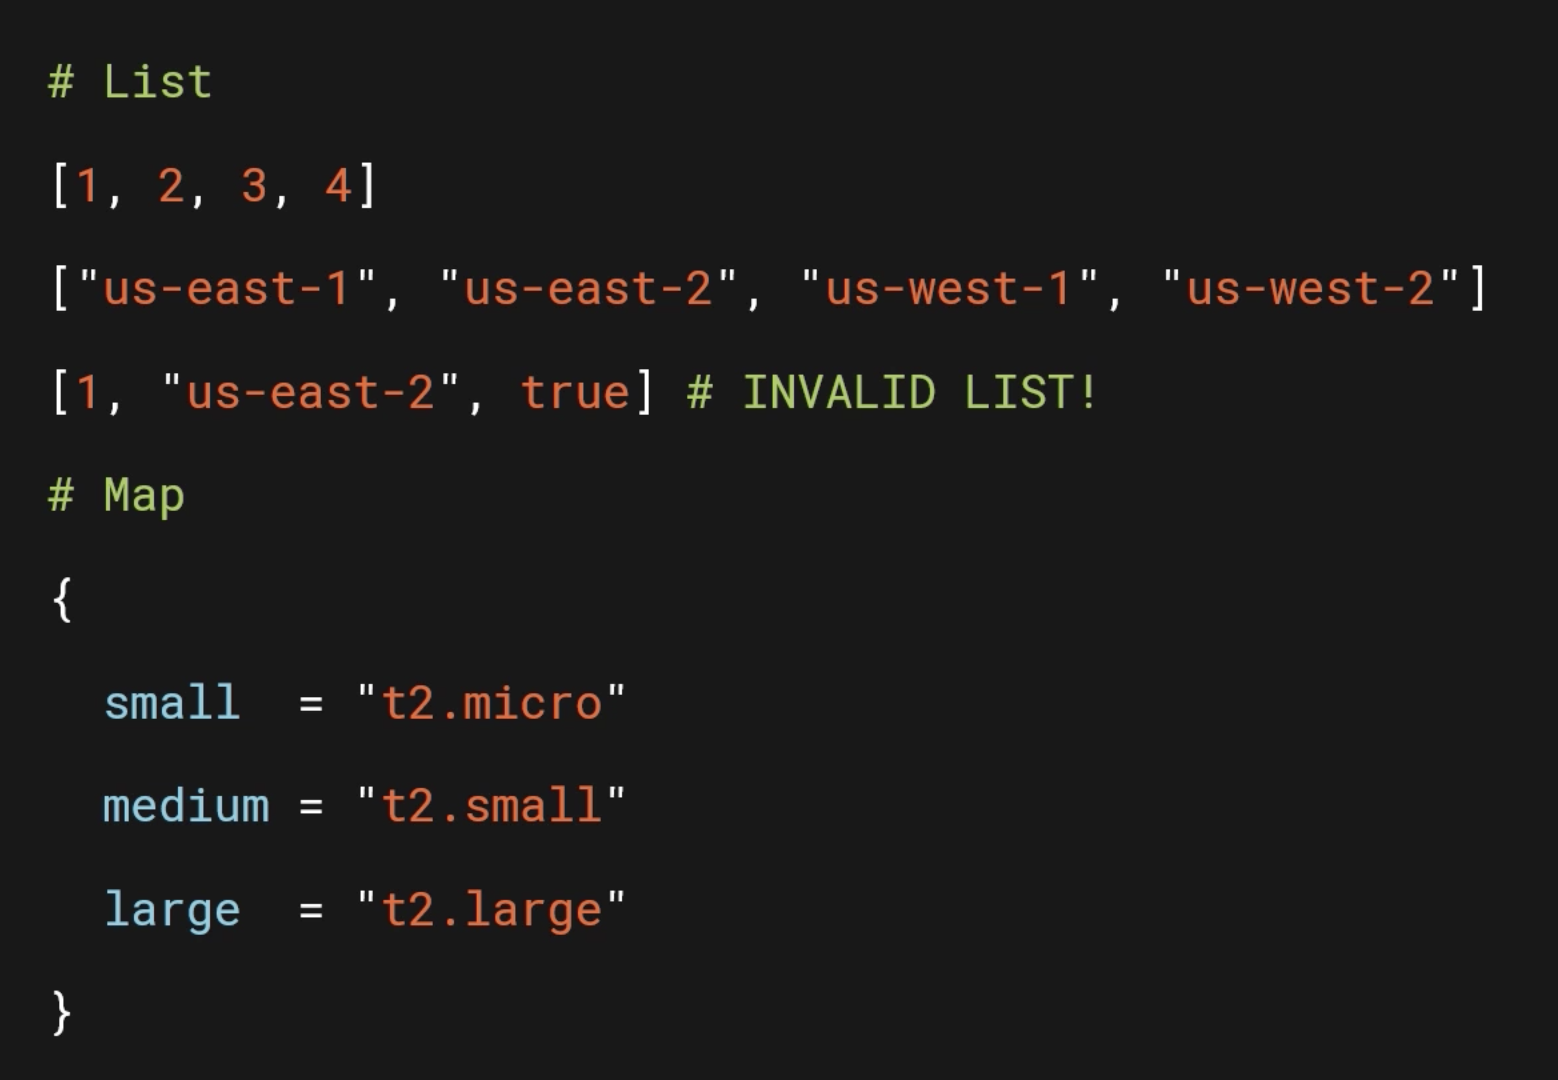 # List
[1, 2, 3, 4]
["us-east-1", "us-east-2", "us-west-1", "us-west-2"]
[1, "us-east-2", true] # INVALID LIST!
# Map
{
  small  = "t2.micro"
  medium = "t2.small"
  large  = "t2.large"
}